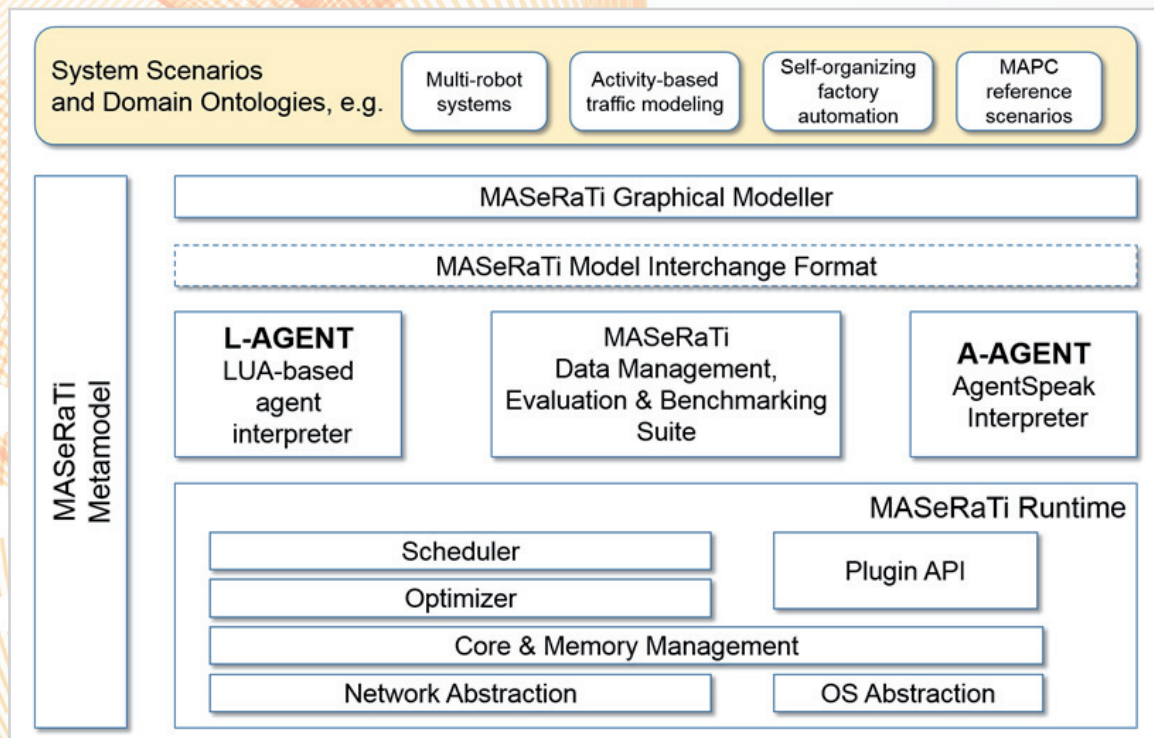 System Scenarios
and Domain Ontologies, e.g.
Multi-robot
systems
Activity-based
traffic modeling
Self-organizing
factory
automation
MAPC
reference
scenarios
MASeRaTi
Metamodel
MASeRaTi Graphical Modeller
MASeRaTi Model Interchange Format
L-AGENT
LUA-based
agent
interpreter
MASeRaTi
Data Management,
Evaluation & Benchmarking
Suite
A-AGENT
AgentSpeak
Interpreter
MASeRaTi Runtime
Scheduler
Plugin API
Optimizer
Core & Memory Management
Network Abstraction
OS Abstraction